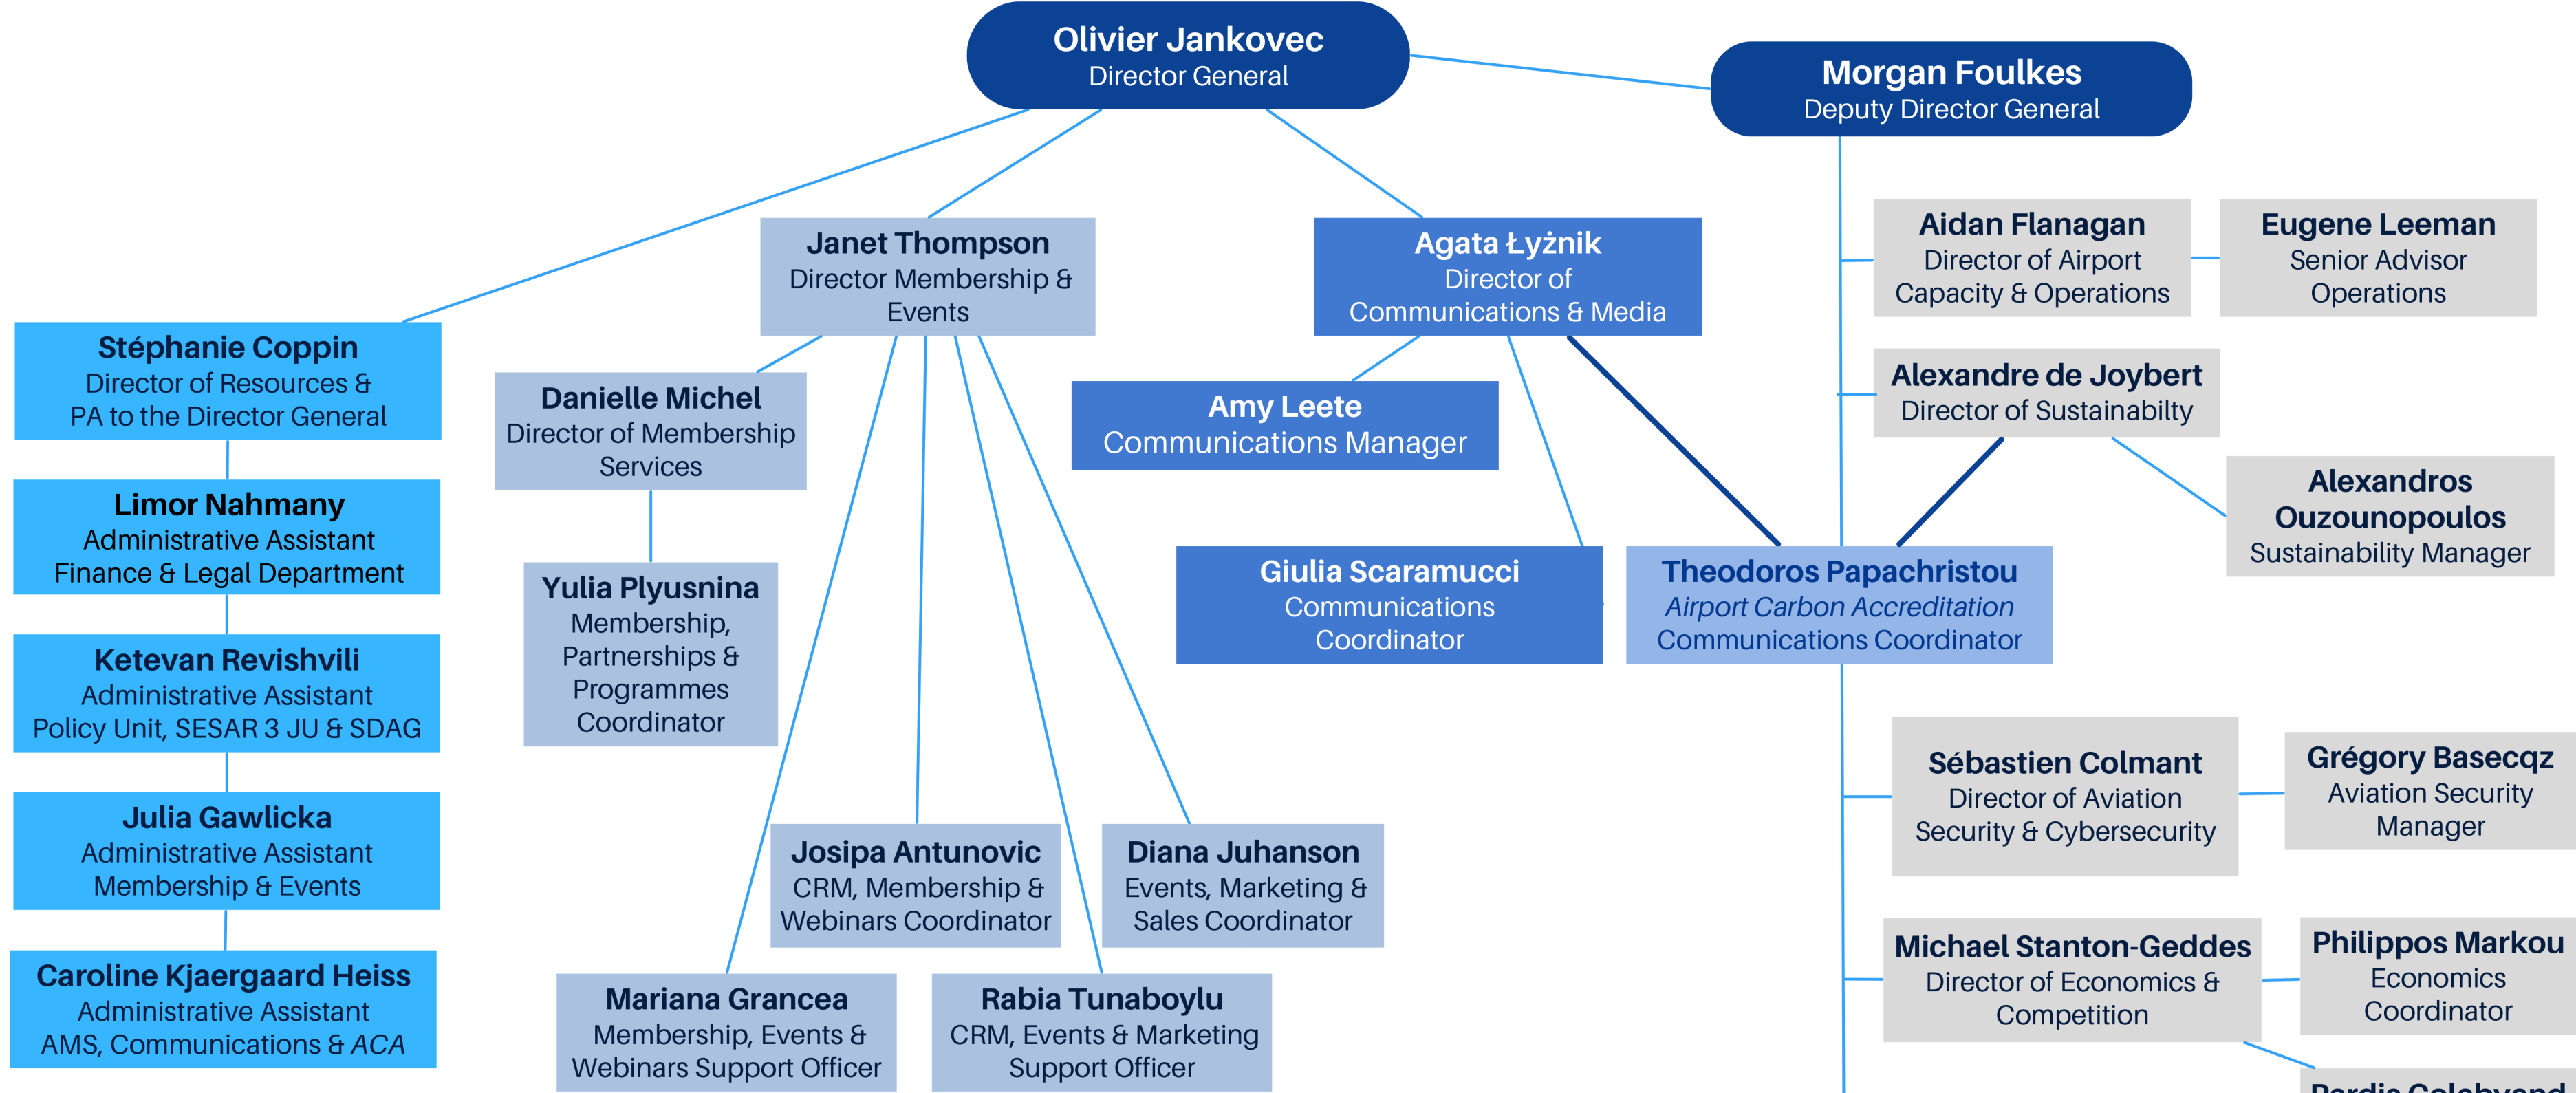 Olivier Jankovec
Director General
Morgan Foulkes
Deputy Director General
Stéphanie Coppin
Director of Resources &
PA to the Director General
Limor Nahmany
Administrative Assistant
Finance & Legal Department
Ketevan Revishvili
Administrative Assistant
Policy Unit, SESAR 3 JU & SDAG
Julia Gawlicka
Administrative Assistant
Membership & Events
Caroline Kjaergaard Heiss
Administrative Assistant
AMS, Communications & ACA
Janet Thompson
Director Membership &
Events
Danielle Michel
Director of Membership
Services
Yulia Plyusnina
Membership,
Partnerships &
Programmes
Coordinator
Josipa Antunovic
CRM, Membership &
Webinars Coordinator
Diana Juhanson
Events, Marketing &
Sales Coordinator
Mariana Grancea
Membership, Events &
Webinars Support Officer
Rabia Tunaboylu
CRM, Events & Marketing
Support Officer
Agata Łyżnik
Director of
Communications & Media
Amy Leete
Communications Manager
Giulia Scaramucci
Communications
Coordinator
Theodoros Papachristou
Airport Carbon Accreditation
Communications Coordinator
Aidan Flanagan
Director of Airport
Capacity & Operations
Eugene Leeman
Senior Advisor
Operations
Alexandre de Joybert
Director of Sustainabilty
Alexandros
Ouzounopoulos
Sustainability Manager
Sébastien Colmant
Director of Aviation
Security & Cybersecurity
Grégory Basecqz
Aviation Security
Manager
Michael Stanton-Geddes
Director of Economics &
Competition
Philippos Markou
Economics
Coordinator